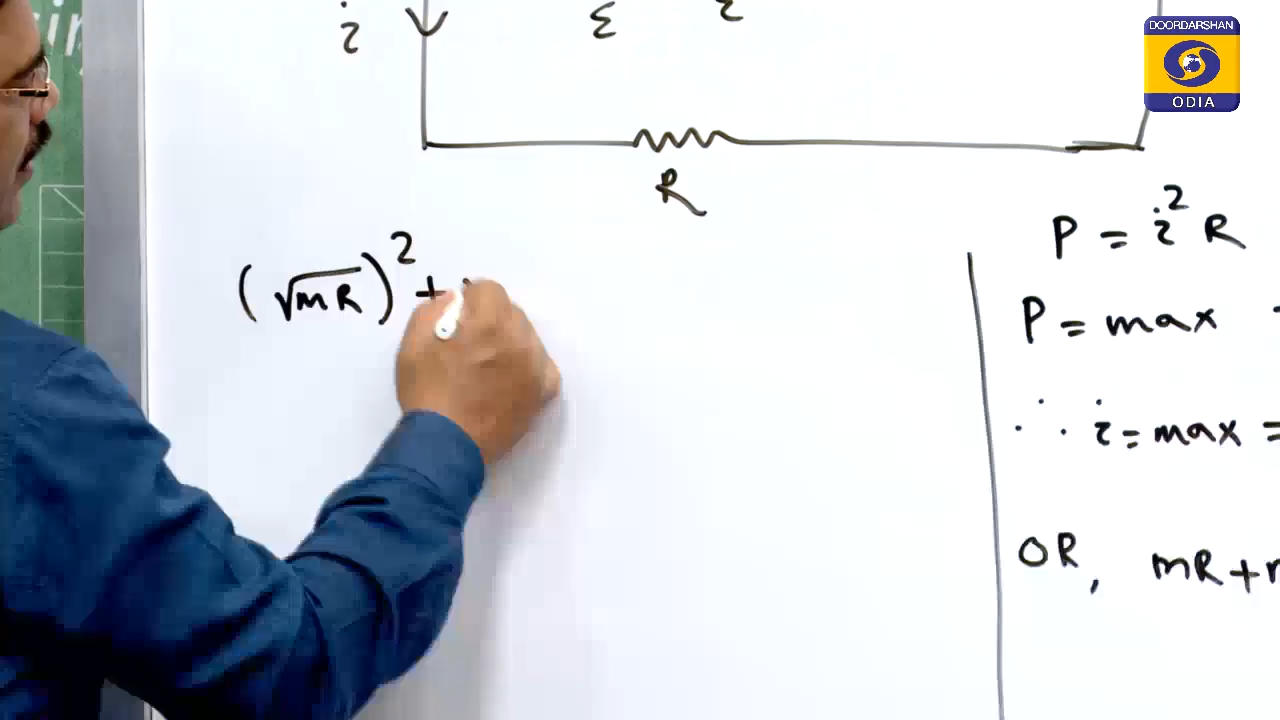 DOORDARSHAN
ODIA
i
ε
i
R
P = i² R
(√mR)² +
P = max
∴ i = max =
OR, mR +